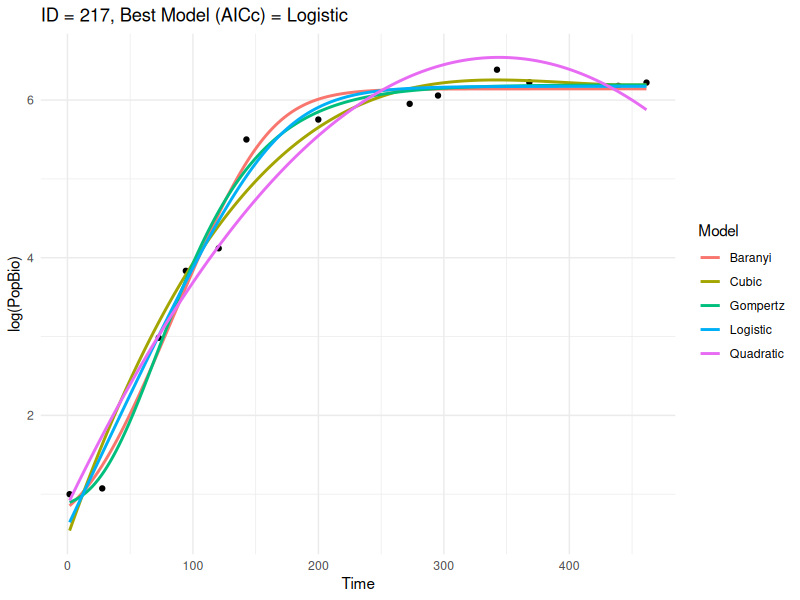 ID = 217, Best Model (AICc) = Logistic
log(PopBio)
6
4
2
0
100
200
300
400
Time
Model
Baranyi
Cubic
Gompertz
Logistic
Quadratic